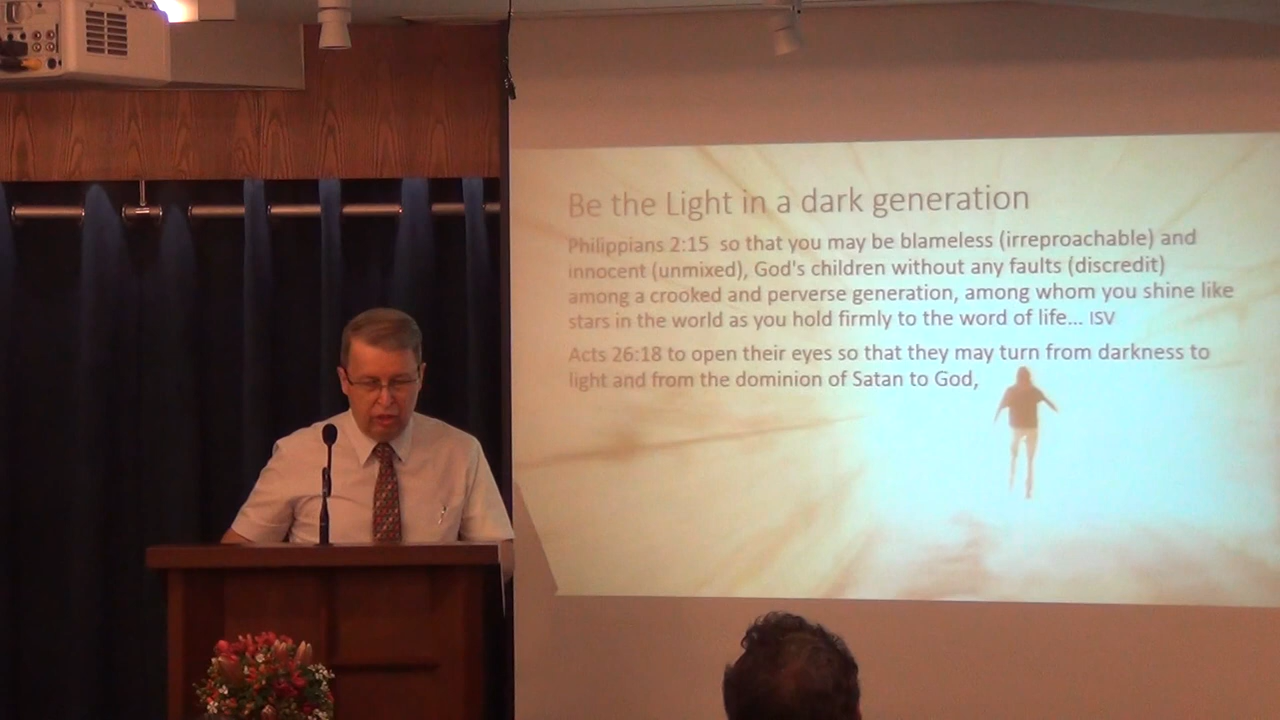 Be the Light in a dark generation
Philippians 2:15  so that you may be blameless (irreproachable) and
innocent (unmixed), God's children without any faults (discredit)
among a crooked and perverse generation, among whom you shine like
stars in the world as you hold firmly to the word of life... ISV
Acts 26:18 to open their eyes so that they may turn from darkness to
light and from the dominion of Satan to God,